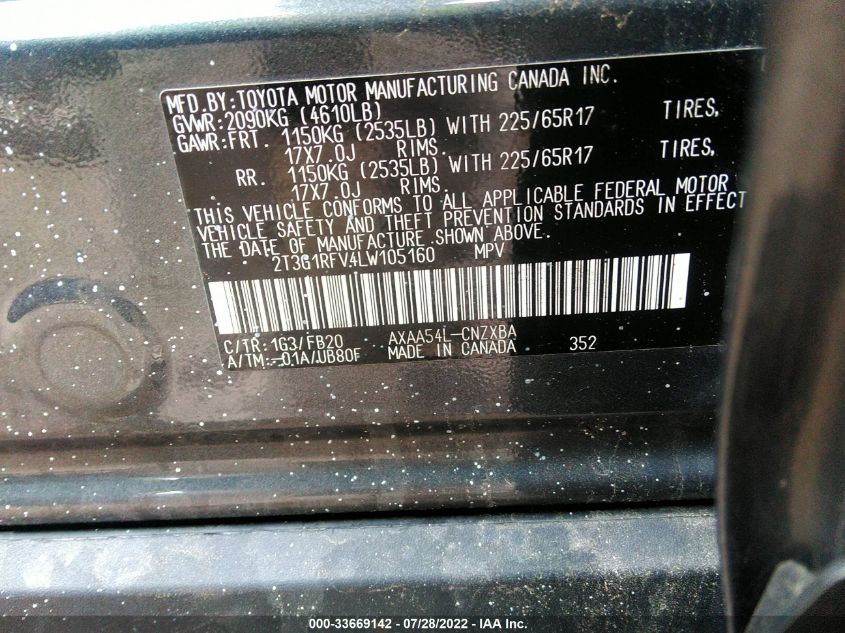 MFD.BY:TOYOTA MOTOR MANUFACTURING CANADA INC.
GVWR:2090KG (4610LB)
GAWR:FRT. 1150KG (2535LB) WITH 225/65R17 TIRES,
17X7.0J RIMS,
RR. 1150KG (2535LB) WITH 225/65R17 TIRES,
17X7.0J RIMS.
THIS VEHICLE CONFORMS TO ALL APPLICABLE FEDERAL MOTOR
VEHICLE SAFETY AND THEFT PREVENTION STANDARDS IN EFFECT
THE DATE OF MANUFACTURE SHOWN ABOVE.
2T3G1RFV4LW105160 MPV
C/TR:1G3/FB20 AXAA54L-CNZXBA
A/TM:-01A/UB80F MADE IN CANADA 352
000-33669142 - 07/28/2022 - IAA Inc.